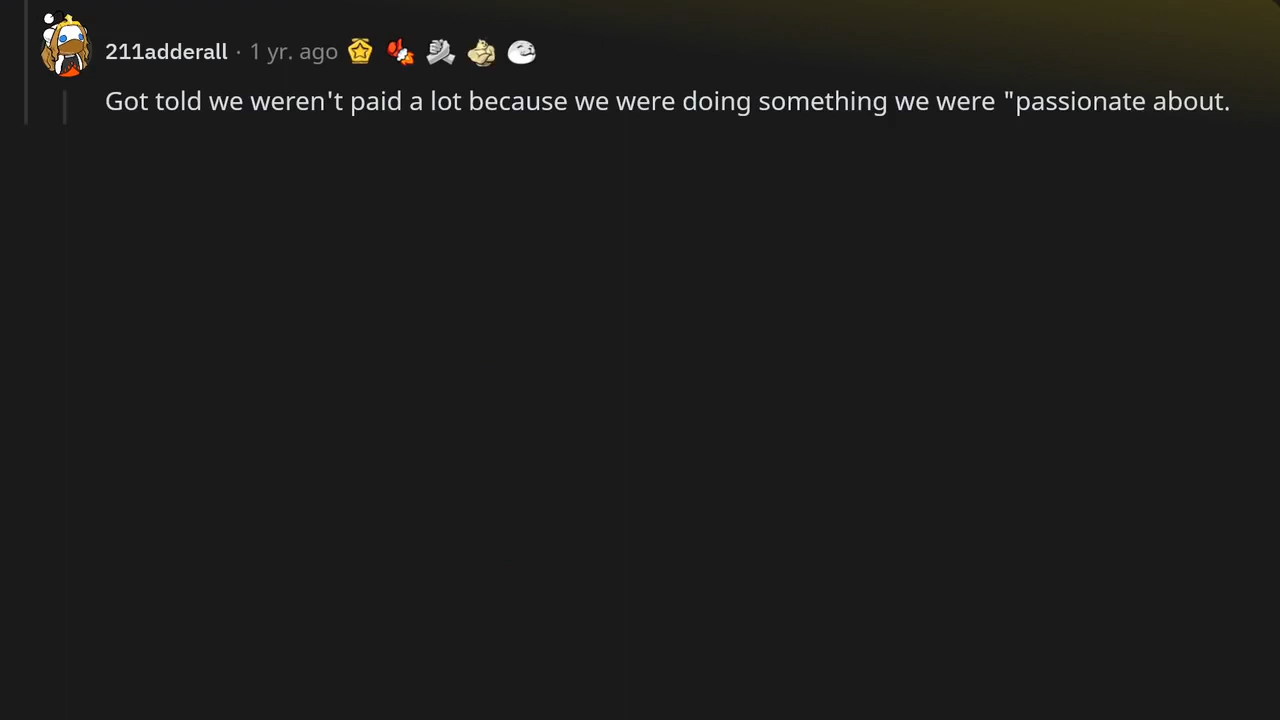 211adderall · 1 yr. ago
Got told we weren't paid a lot because we were doing something we were "passionate about.